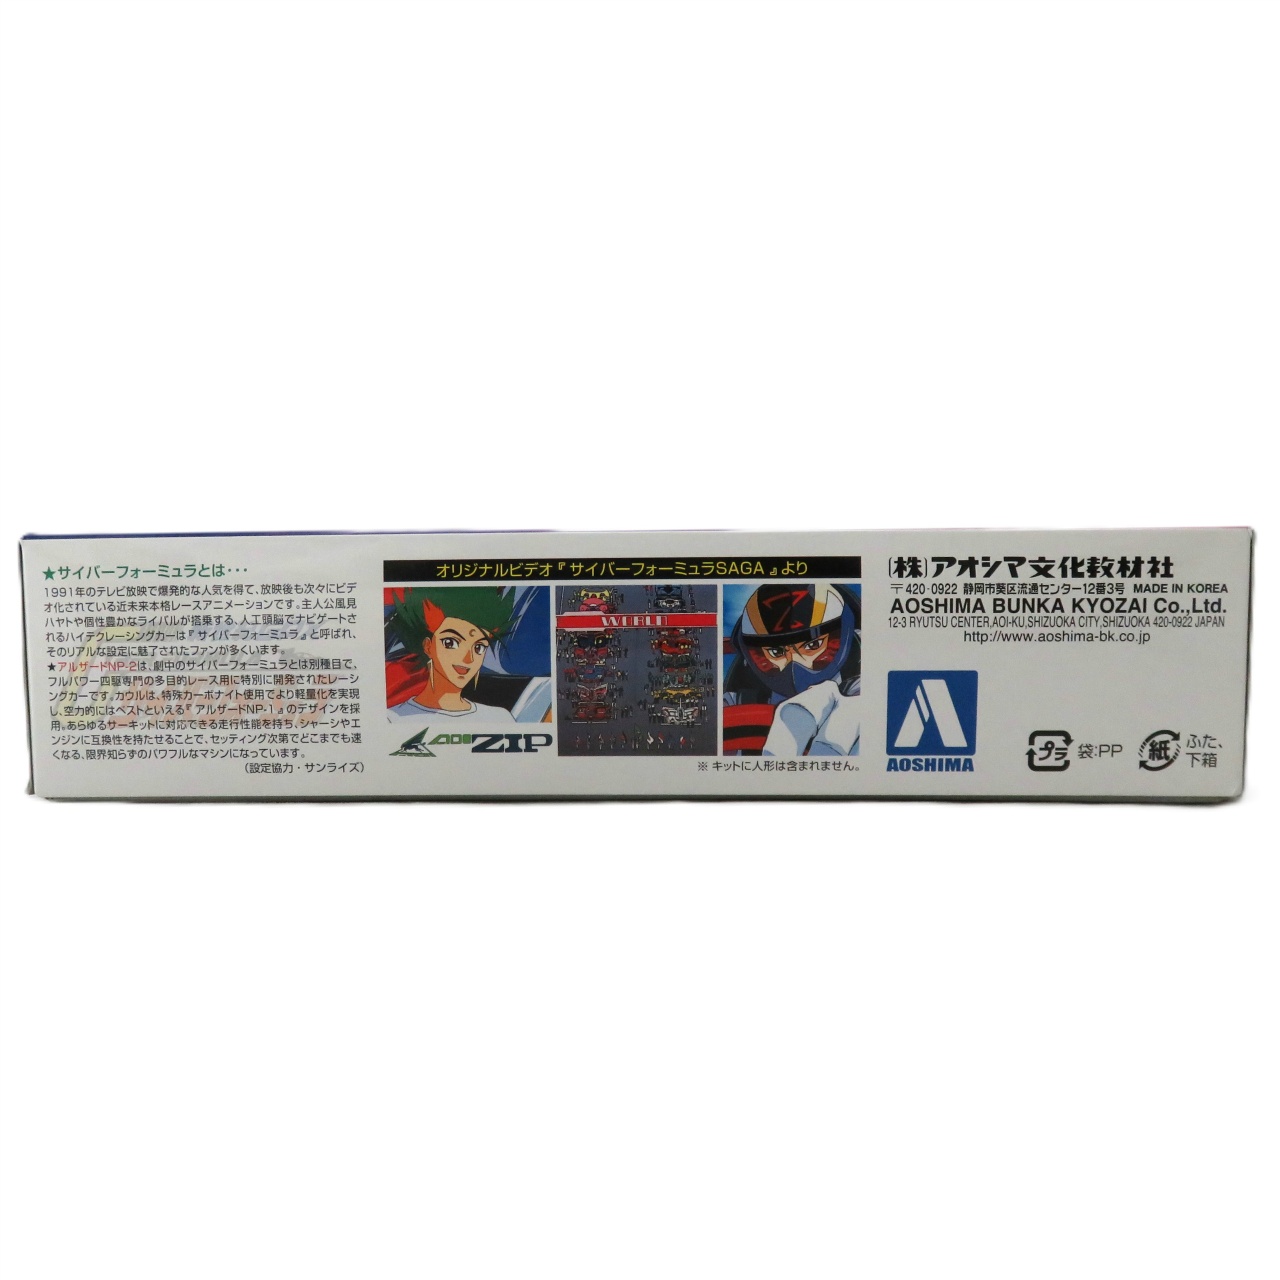 ★サイバーフォーミュラとは・・・
1991年のテレビ放映で爆発的な人気を得て、放映後も次々にビデ
オ化されている近未来本格レースアニメーションです。主人公風見
ハヤトや個性豊かなライバルが搭乗する、人工頭脳でナビゲートさ
れるハイテクレーシングカーは『サイバーフォーミュラ』と呼ばれ、
そのリアルな設定に魅了されたファンが多くいます。
★アルザードNP-2は、劇中のサイバーフォーミュラとは別種目で、
フルパワー四駆専門の多目的レース用に特別に開発されたレーシ
ングカーです。カウルは、特殊カーボナイト使用でより軽量化を実現
し、空力的にはベストといえる『アルザードNP-1』のデザインを採
用。あらゆるサーキットに対応できる走行性能を持ち、シャーシやエ
ンジンに互換性を持たせることで、セッティング次第でどこまでも速
くなる、限界知らずのパワフルなマシンになっています。
(設定協力・サンライズ)
オリジナルビデオ『サイバーフォーミュラSAGA』より
WORLD
Z
AOI ZIP
※ キットに人形は含まれません。
(株)アオシマ文化教材社
〒420-0922 静岡市葵区流通センター12番3号 MADE IN KOREA
AOSHIMA BUNKA KYOZAI Co.,Ltd.
12-3 RYUTSU CENTER,AOI-KU,SHIZUOKA CITY,SHIZUOKA 420-0922 JAPAN
http://www.aoshima-bk.co.jp
AOSHIMA
プラ 袋:PP
紙 ふた、
下箱